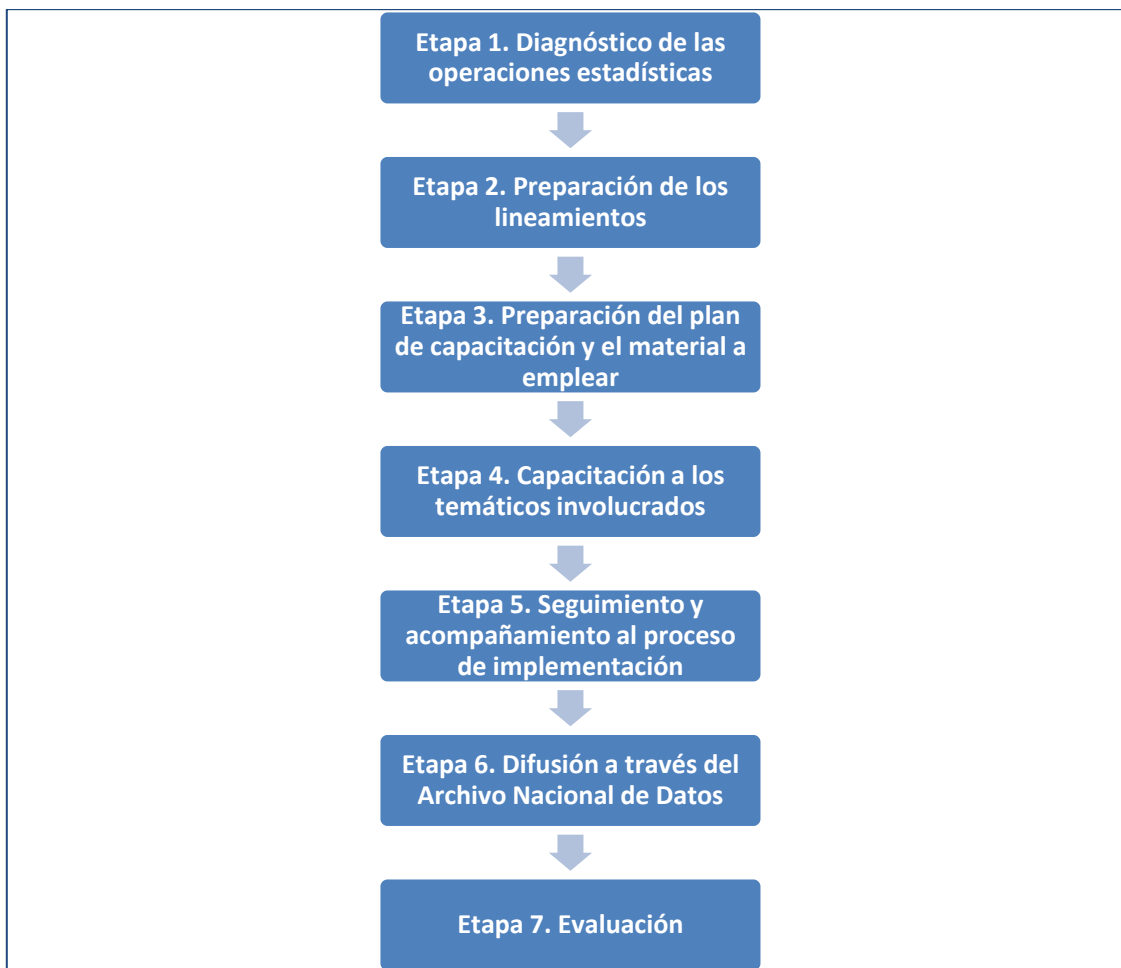 Etapa 1. Diagnóstico de las
operaciones estadísticas
Etapa 2. Preparación de los
lineamientos
Etapa 3. Preparación del plan
de capacitación y el material a
emplear
Etapa 4. Capacitación a los
temáticos involucrados
Etapa 5. Seguimiento y
acompañamiento al proceso
de implementación
Etapa 6. Difusión a través del
Archivo Nacional de Datos
Etapa 7. Evaluación